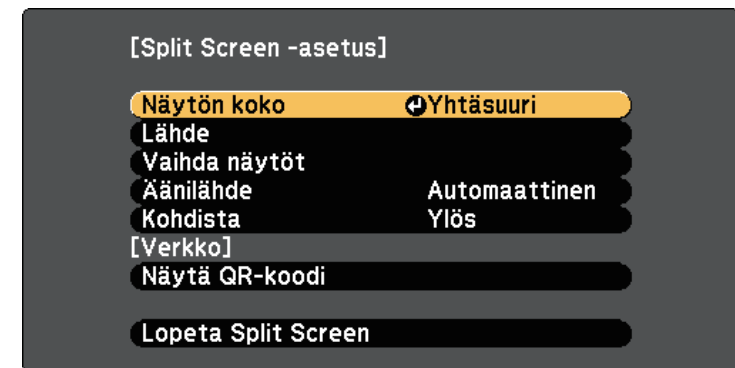 [Split Screen -asetus]
Näytön koko Yhtäsuuri
Lähde
Vaihda näytöt
Äänilähde Automaattinen
Kohdista Ylös
[Verkko]
Näytä QR-koodi
Lopeta Split Screen